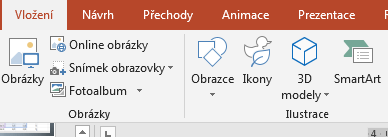 Vložení Návrh Přechody Animace Prezentace
Obrázky
Online obrázky
Snímek obrazovky
Fotoalbum
Obrázky
Obrazce
Ikony
3D
modely
SmartArt
Ilustrace
4